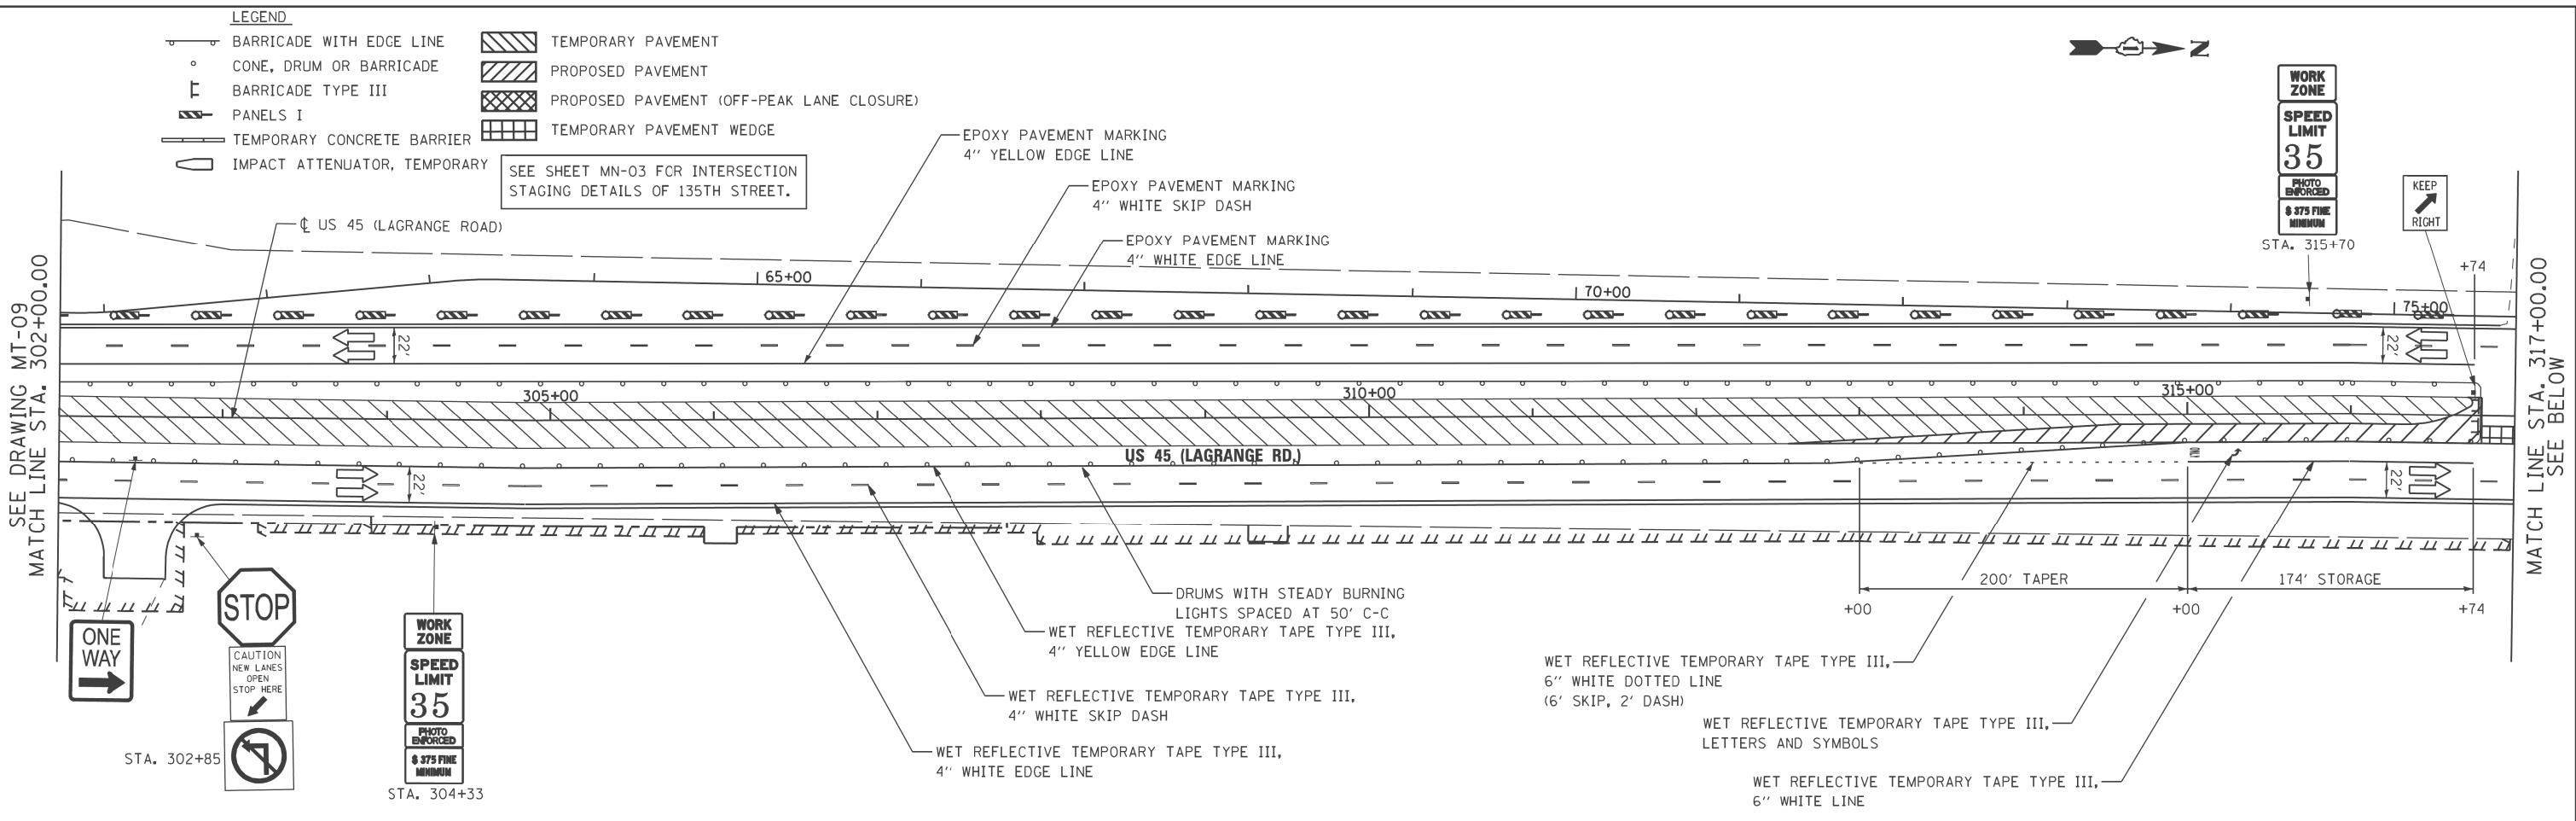 LEGEND
BARRICADE WITH EDGE LINE
CONE, DRUM OR BARRICADE
BARRICADE TYPE III
PANELS I
TEMPORARY CONCRETE BARRIER
IMPACT ATTENUATOR, TEMPORARY
TEMPORARY PAVEMENT
PROPOSED PAVEMENT
PROPOSED PAVEMENT (OFF-PEAK LANE CLOSURE)
TEMPORARY PAVEMENT WEDGE
SEE SHEET MN-03 FOR INTERSECTION
STAGING DETAILS OF 135TH STREET.
N
WORK
ZONE
SPEED
LIMIT
35
PHOTO
ENFORCED
$ 375 FINE
MINIMUM
STA. 315+70
KEEP
RIGHT
+74
EPOXY PAVEMENT MARKING
4'' YELLOW EDGE LINE
EPOXY PAVEMENT MARKING
4'' WHITE SKIP DASH
EPOXY PAVEMENT MARKING
4'' WHITE EDGE LINE
℄ US 45 (LAGRANGE ROAD)
65+00
70+00
75+00
22'
22'
305+00
310+00
315+00
US 45 (LAGRANGE RD.)
22'
22'
SEE DRAWING MT-09
MATCH LINE STA. 302+00.00
MATCH LINE STA. 317+00.00
SEE BELOW
200' TAPER
174' STORAGE
+00
+00
+74
ONE
WAY
STOP
CAUTION
NEW LANES
OPEN
STOP HERE
STA. 302+85
WORK
ZONE
SPEED
LIMIT
35
PHOTO
ENFORCED
$ 375 FINE
MINIMUM
STA. 304+33
DRUMS WITH STEADY BURNING
LIGHTS SPACED AT 50' C-C
WET REFLECTIVE TEMPORARY TAPE TYPE III,
4'' YELLOW EDGE LINE
WET REFLECTIVE TEMPORARY TAPE TYPE III,
4'' WHITE SKIP DASH
WET REFLECTIVE TEMPORARY TAPE TYPE III,
4'' WHITE EDGE LINE
WET REFLECTIVE TEMPORARY TAPE TYPE III,
6'' WHITE DOTTED LINE
(6' SKIP, 2' DASH)
WET REFLECTIVE TEMPORARY TAPE TYPE III,
LETTERS AND SYMBOLS
WET REFLECTIVE TEMPORARY TAPE TYPE III,
6'' WHITE LINE